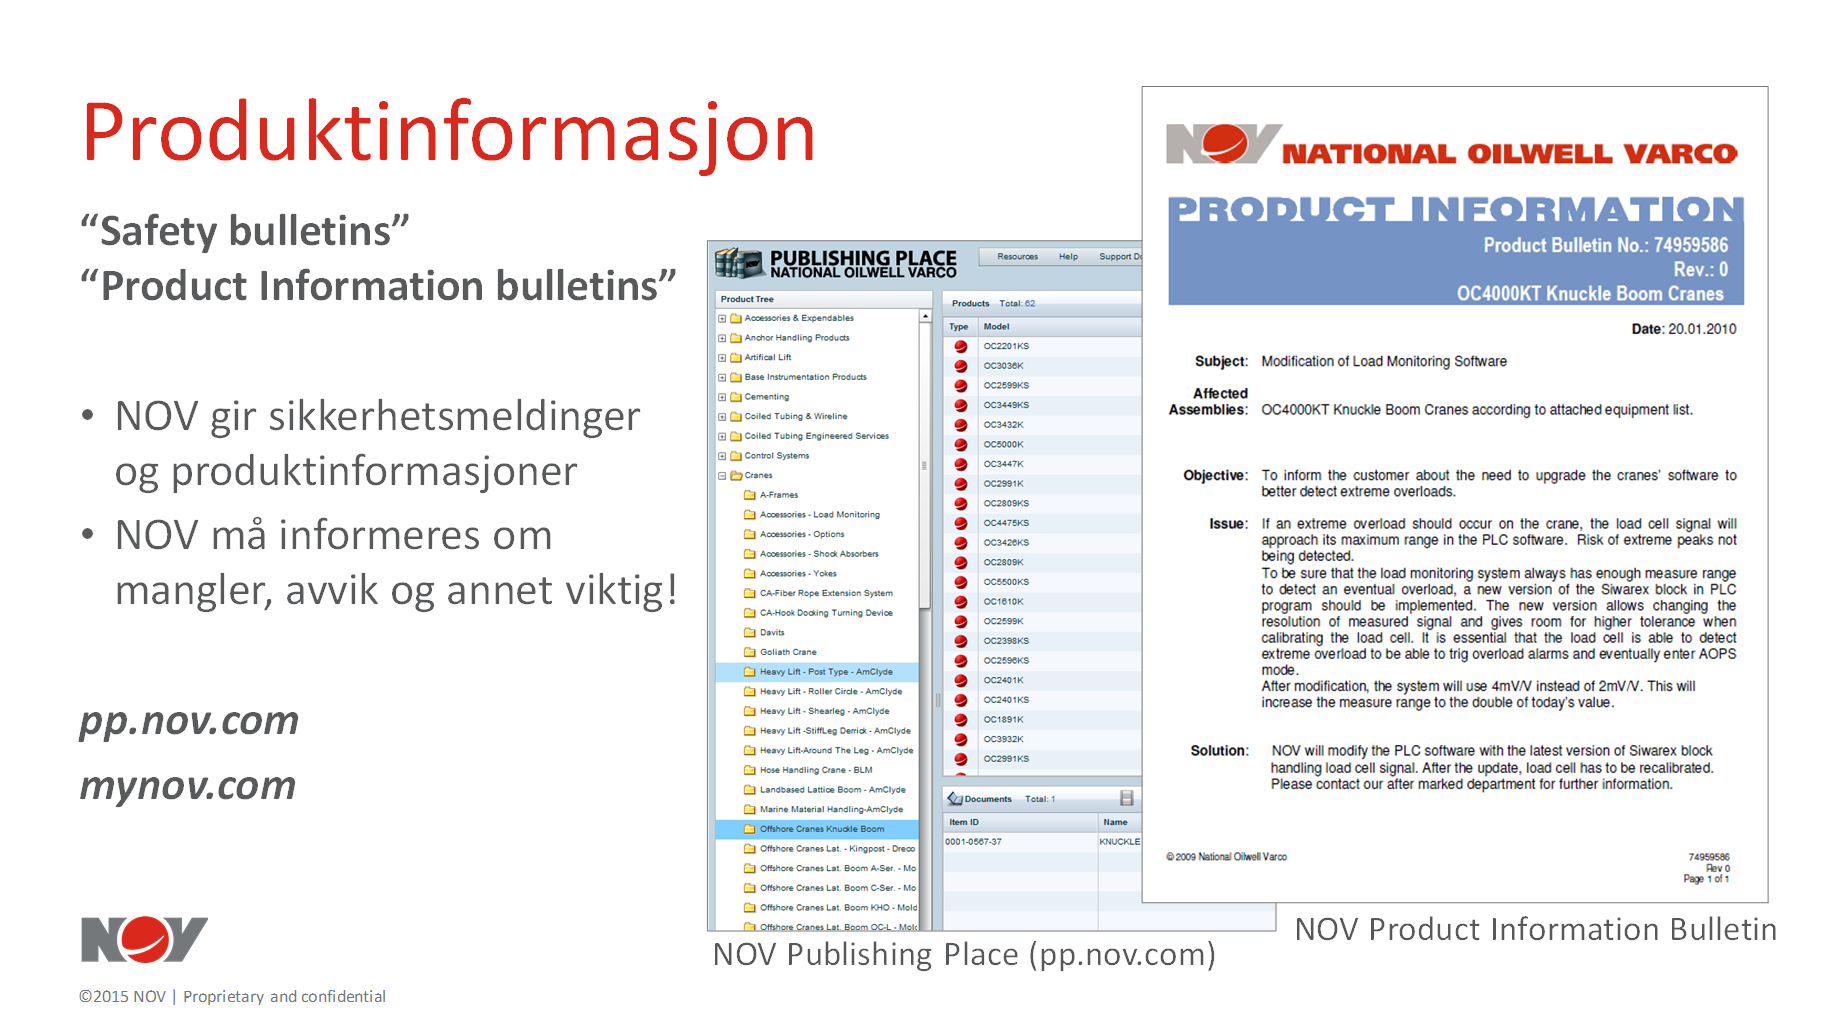 Produktinformasjon
“Safety bulletins”
“Product Information bulletins”
• NOV gir sikkerhetsmeldinger
og produktinformasjoner
• NOV må informeres om
mangler, avvik og annet viktig!
pp.nov.com
mynov.com
NOV
©2015 NOV | Proprietary and confidential
PUBLISHING PLACE
NATIONAL OILWELL VARCO
Resources Help Support Do
Product Tree
Accessories & Expendables
Anchor Handling Products
Artifical Lift
Base Instrumentation Products
Cementing
Coiled Tubing & Wireline
Coiled Tubing Engineered Services
Control Systems
Cranes
A-Frames
Accessories - Load Monitoring
Accessories - Options
Accessories - Shock Absorbers
Accessories - Yokes
CA-Fiber Rope Extension System
CA-Hook Docking Turning Device
Davits
Goliath Crane
Heavy Lift - Post Type - AmClyde
Heavy Lift - Roller Circle - AmClyde
Heavy Lift - Shearleg - AmClyde
Heavy Lift -StiffLeg Derrick - AmClyde
Heavy Lift-Around The Leg - AmClyde
Hose Handling Crane - BLM
Landbased Lattice Boom - AmClyde
Marine Material Handling-AmClyde
Offshore Cranes Knuckle Boom
Offshore Cranes Lat. - Kingpost - Dreco
Offshore Cranes Lat. Boom A-Ser. - Mo
Offshore Cranes Lat. Boom C-Ser. - Mo
Offshore Cranes Lat. Boom KHO - Mold
Offshore Cranes Lat. Boom OC-L - Molc
Products Total: 62
Type Model
OC2201KS
OC3036K
OC2599KS
OC3449KS
OC3432K
OC5000K
OC3447K
OC2991K
OC2809KS
OC4475KS
OC3426KS
OC2809K
OC5500KS
OC1610K
OC2599K
OC2398KS
OC2596KS
OC2401K
OC2401KS
OC1891K
OC3932K
OC2991KS
Documents Total: 1
Item ID Name
0001-0567-37 KNUCKLE
NOV Publishing Place (pp.nov.com)
NOV NATIONAL OILWELL VARCO
PRODUCT INFORMATION
Product Bulletin No.: 74959586
Rev.: 0
OC4000KT Knuckle Boom Cranes
Date: 20.01.2010
Subject: Modification of Load Monitoring Software
Affected
Assemblies: OC4000KT Knuckle Boom Cranes according to attached equipment list.
Objective: To inform the customer about the need to upgrade the cranes’ software to
better detect extreme overloads.
Issue: If an extreme overload should occur on the crane, the load cell signal will
approach its maximum range in the PLC software. Risk of extreme peaks not
being detected.
To be sure that the load monitoring system always has enough measure range
to detect an eventual overload, a new version of the Siwarex block in PLC
program should be implemented. The new version allows changing the
resolution of measured signal and gives room for higher tolerance when
calibrating the load cell. It is essential that the load cell is able to detect
extreme overload to be able to trig overload alarms and eventually enter AOPS
mode.
After modification, the system will use 4mV/V instead of 2mV/V. This will
increase the measure range to the double of today’s value.
Solution: NOV will modify the PLC software with the latest version of Siwarex block
handling load cell signal. After the update, load cell has to be recalibrated.
Please contact our after marked department for further information.
© 2009 National Oilwell Varco
74959586
Rev 0
Page 1 of 1
NOV Product Information Bulletin